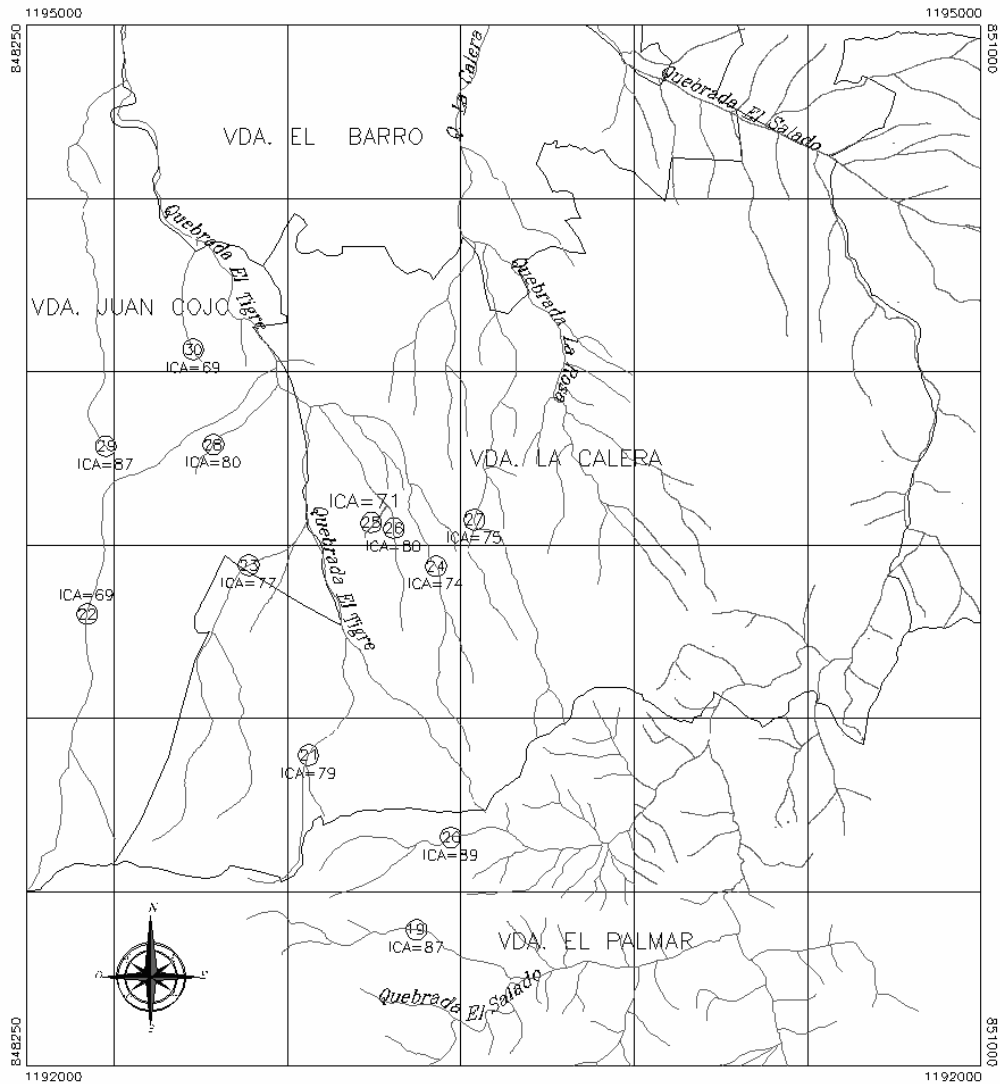 1195000
1195000
848250
851000
Q. La Calera
Quebrada El Salado
VDA. EL BARRO
Quebrada El Tigre
Quebrada La Rosa
VDA. JUAN COJO
30
ICA=69
29
ICA=87
28
ICA=80
VDA. LA CALERA
ICA=71
25
26
ICA=80
27
ICA=75
Quebrada El Tigre
23
ICA=77
24
ICA=74
ICA=69
22
21
ICA=79
26
ICA=89
19
ICA=87
VDA. EL PALMAR
Quebrada El Salado
N
848250
851000
1192000
1192000